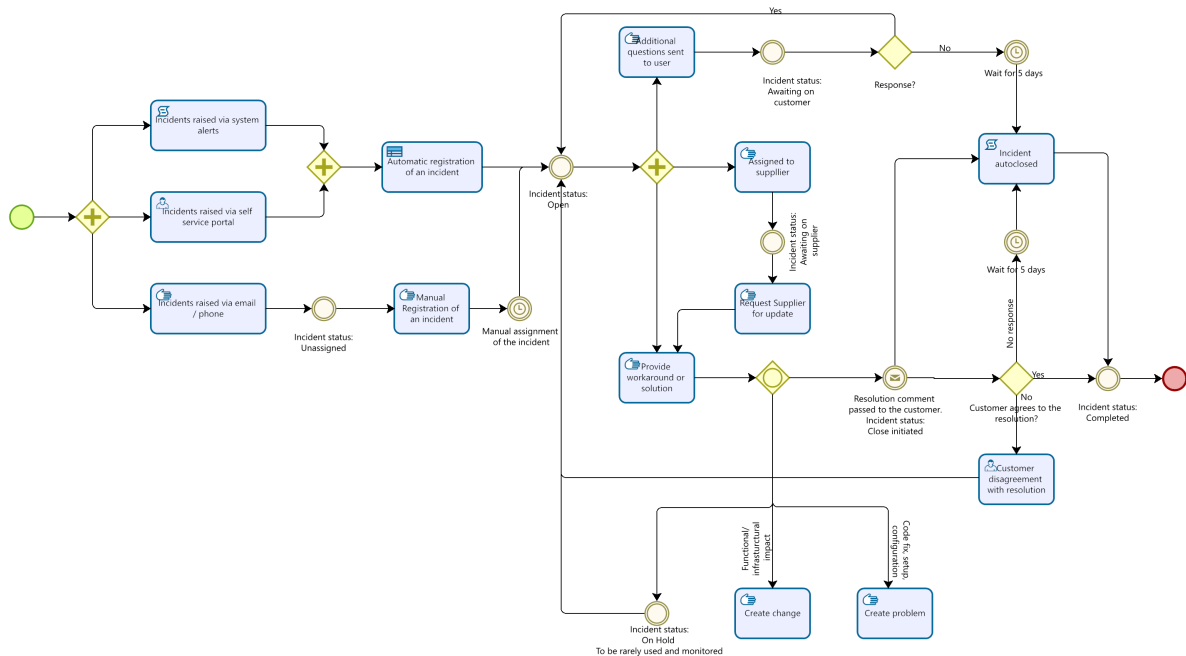 Yes
Additional
questions sent
to user
No
Incident status:
Awaiting on
customer
Response?
Wait for 5 days
Incidents raised via system
alerts
Automatic registration
of an incident
Incident status:
Open
Assigned to
suppllier
Incident
autoclosed
Incidents raised via self
service portal
Incident status:
Awaiting on
supplier
Wait for 5 days
Incidents raised via email
/ phone
Incident status:
Unassigned
Manual
Registration of
an incident
Manual assignment
of the incident
Request Supplier
for update
No response
Provide
workaround or
solution
Resolution comment
passed to the customer.
Incident status:
Close initiated
Yes
No
Customer agrees to the
resolution?
Incident status:
Completed
Customer
disagreement
with resolution
Functional/
infrasturctural
impact
Code fix, setup,
configuration
Create change
Create problem
Incident status:
On Hold
To be rarely used and monitored